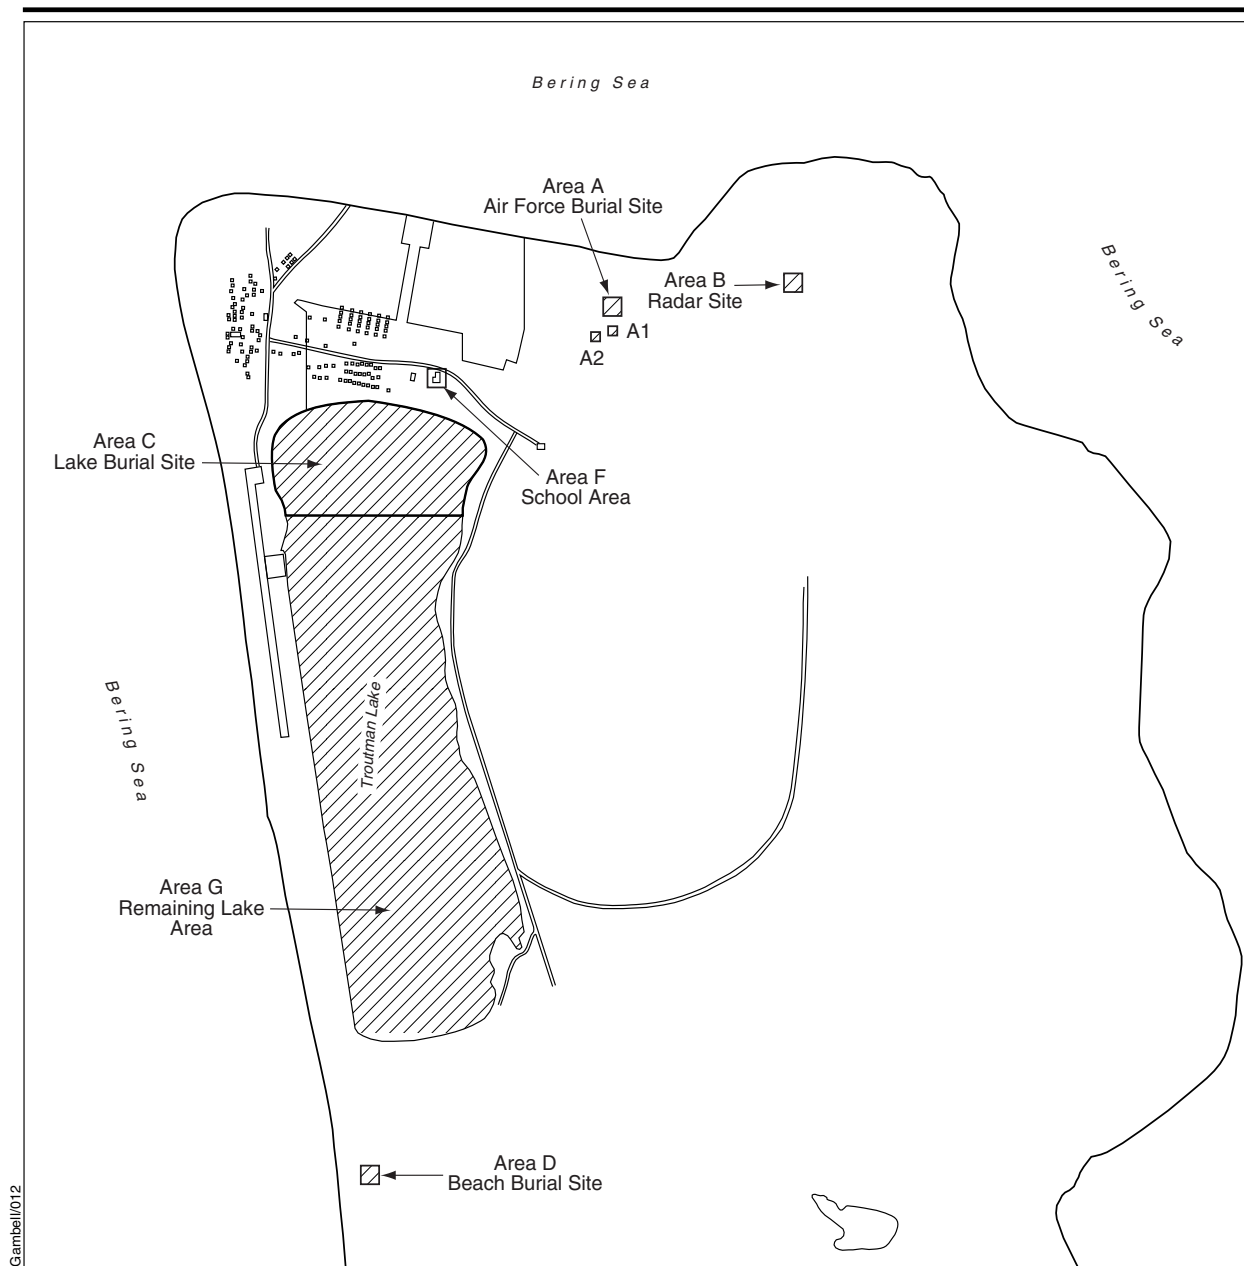 Bering Sea
Area A
Air Force Burial Site
Bering Sea
Area B
Radar Site
A1
A2
Area C
Lake Burial Site
Area F
School Area
Bering Sea
Troutman Lake
Area G
Remaining Lake
Area
Area D
Beach Burial Site
Gambell/012